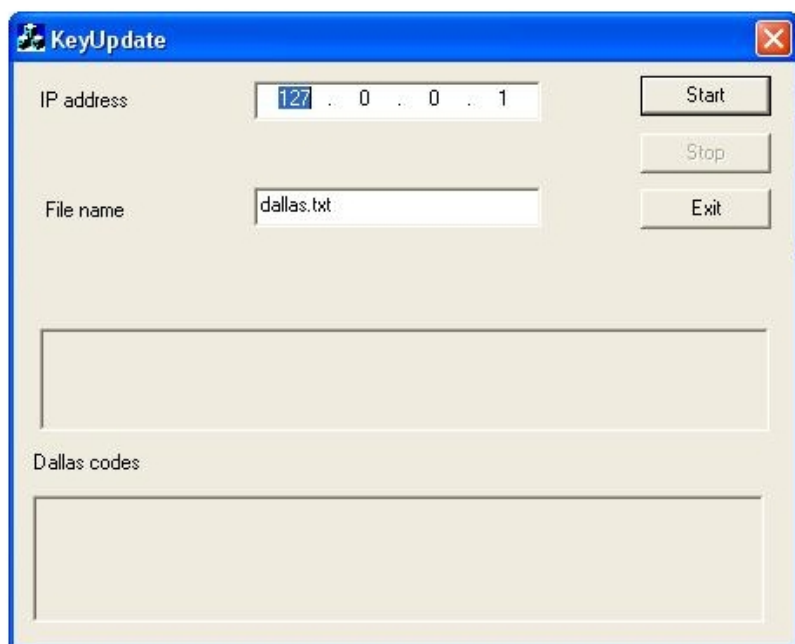 KeyUpdate
IP address
127 . 0 . 0 . 1
Start
Stop
File name
dallas.txt
Exit
Dallas codes